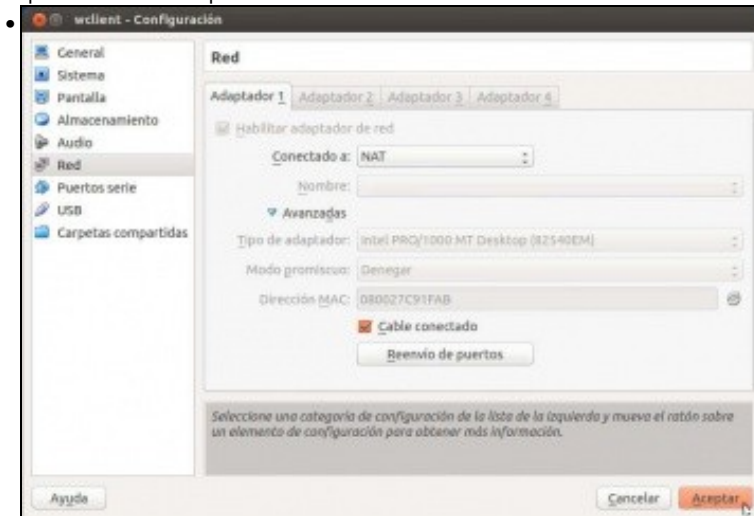 wclient - Configuración
General
Sistema
Pantalla
Almacenamiento
Audio
Red
Puertos serie
USB
Carpetas compartidas
Red
Adaptador 1 Adaptador 2 Adaptador 3 Adaptador 4
Habilitar adaptador de red
Conectado a: NAT
Nombre:
Avanzadas
Tipo de adaptador: Intel PRO/1000 MT Desktop (82540EM)
Modo promiscuo: Denegar
Dirección MAC: 080027C91FAB
Cable conectado
Reenvío de puertos
Seleccione una categoría de configuración de la lista de la izquierda y mueva el ratón sobre
un elemento de configuración para obtener más información.
Ayuda Cancelar Aceptar